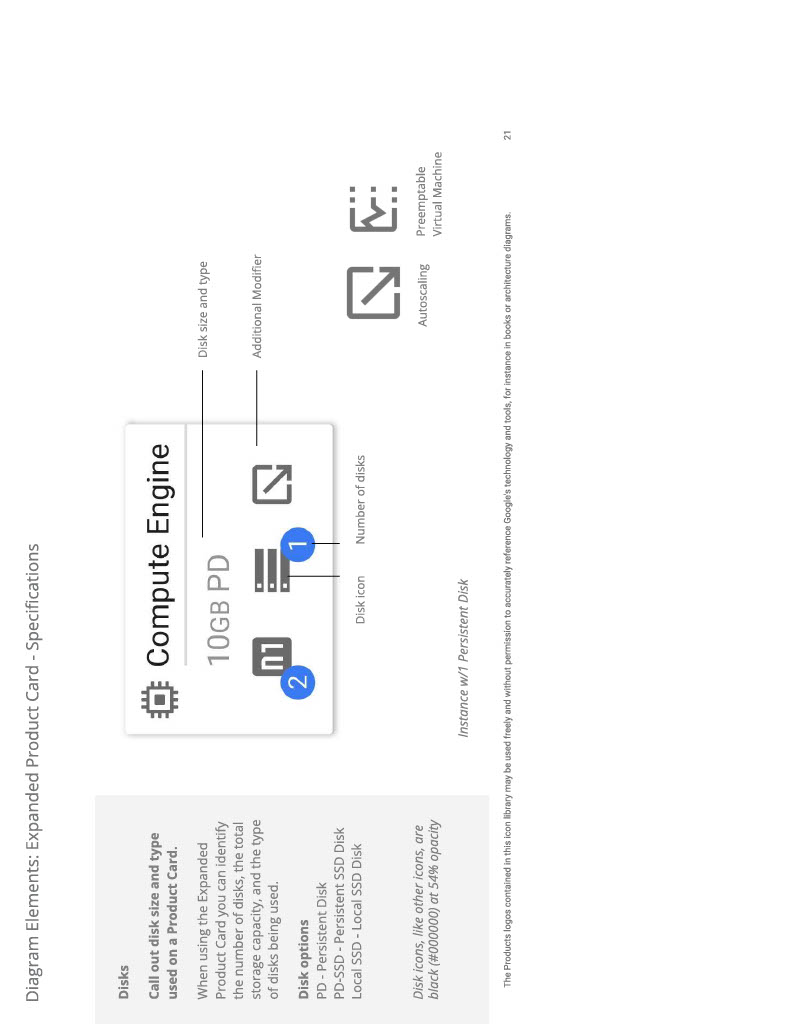 Diagram Elements: Expanded Product Card - Specifications
Disks
Call out disk size and type
used on a Product Card.
When using the Expanded
Product Card you can identify
the number of disks, the total
storage capacity, and the type
of disks being used.
Disk options
PD - Persistent Disk
PD-SSD - Persistent SSD Disk
Local SSD - Local SSD Disk
Disk icons, like other icons, are
black (#000000) at 54% opacity
Compute Engine
10GB PD
n1
2
1
Disk size and type
Additional Modifier
Disk icon
Number of disks
Autoscaling
Preemptable
Virtual Machine
Instance w/1 Persistent Disk
The Products logos contained in this icon library may be used freely and without permission to accurately reference Google's technology and tools, for instance in books or architecture diagrams.
21